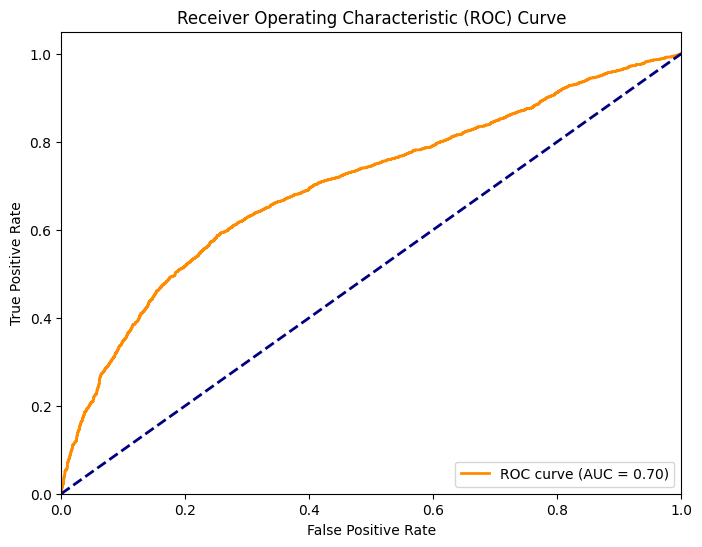 Receiver Operating Characteristic (ROC) Curve
1.0
0.8
0.6
0.4
0.2
0.0
True Positive Rate
ROC curve (AUC = 0.70)
0.0 0.2 0.4 0.6 0.8 1.0
False Positive Rate